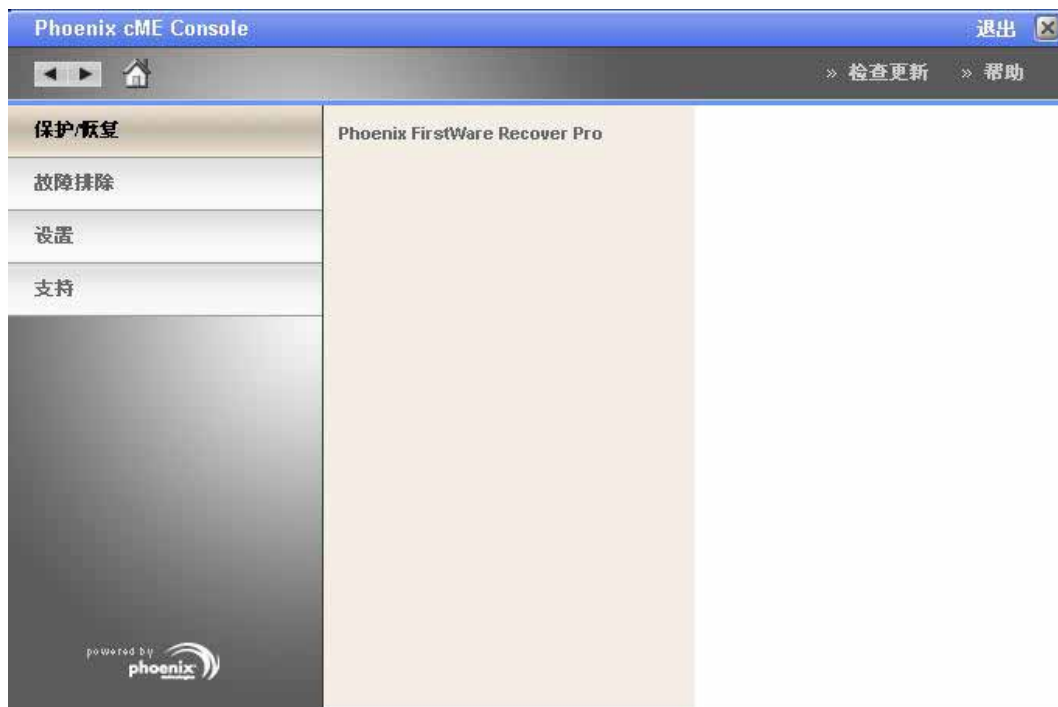 Phoenix cME Console 退出
» 检查更新 » 帮助
保护/恢复
故障排除
设置
支持
Phoenix FirstWare Recover Pro
powered by
phoenix